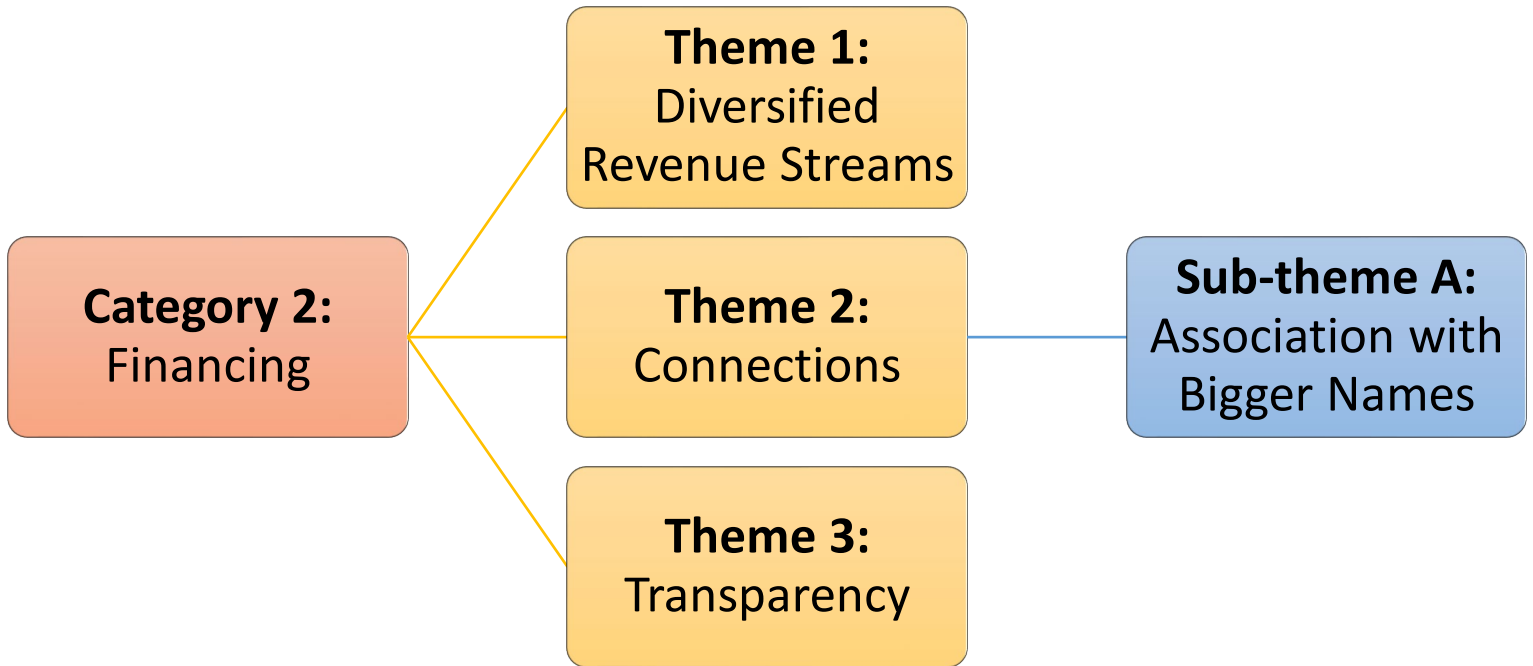 Category 2:
Financing
Theme 1:
Diversified
Revenue Streams
Theme 2:
Connections
Sub-theme A:
Association with
Bigger Names
Theme 3:
Transparency